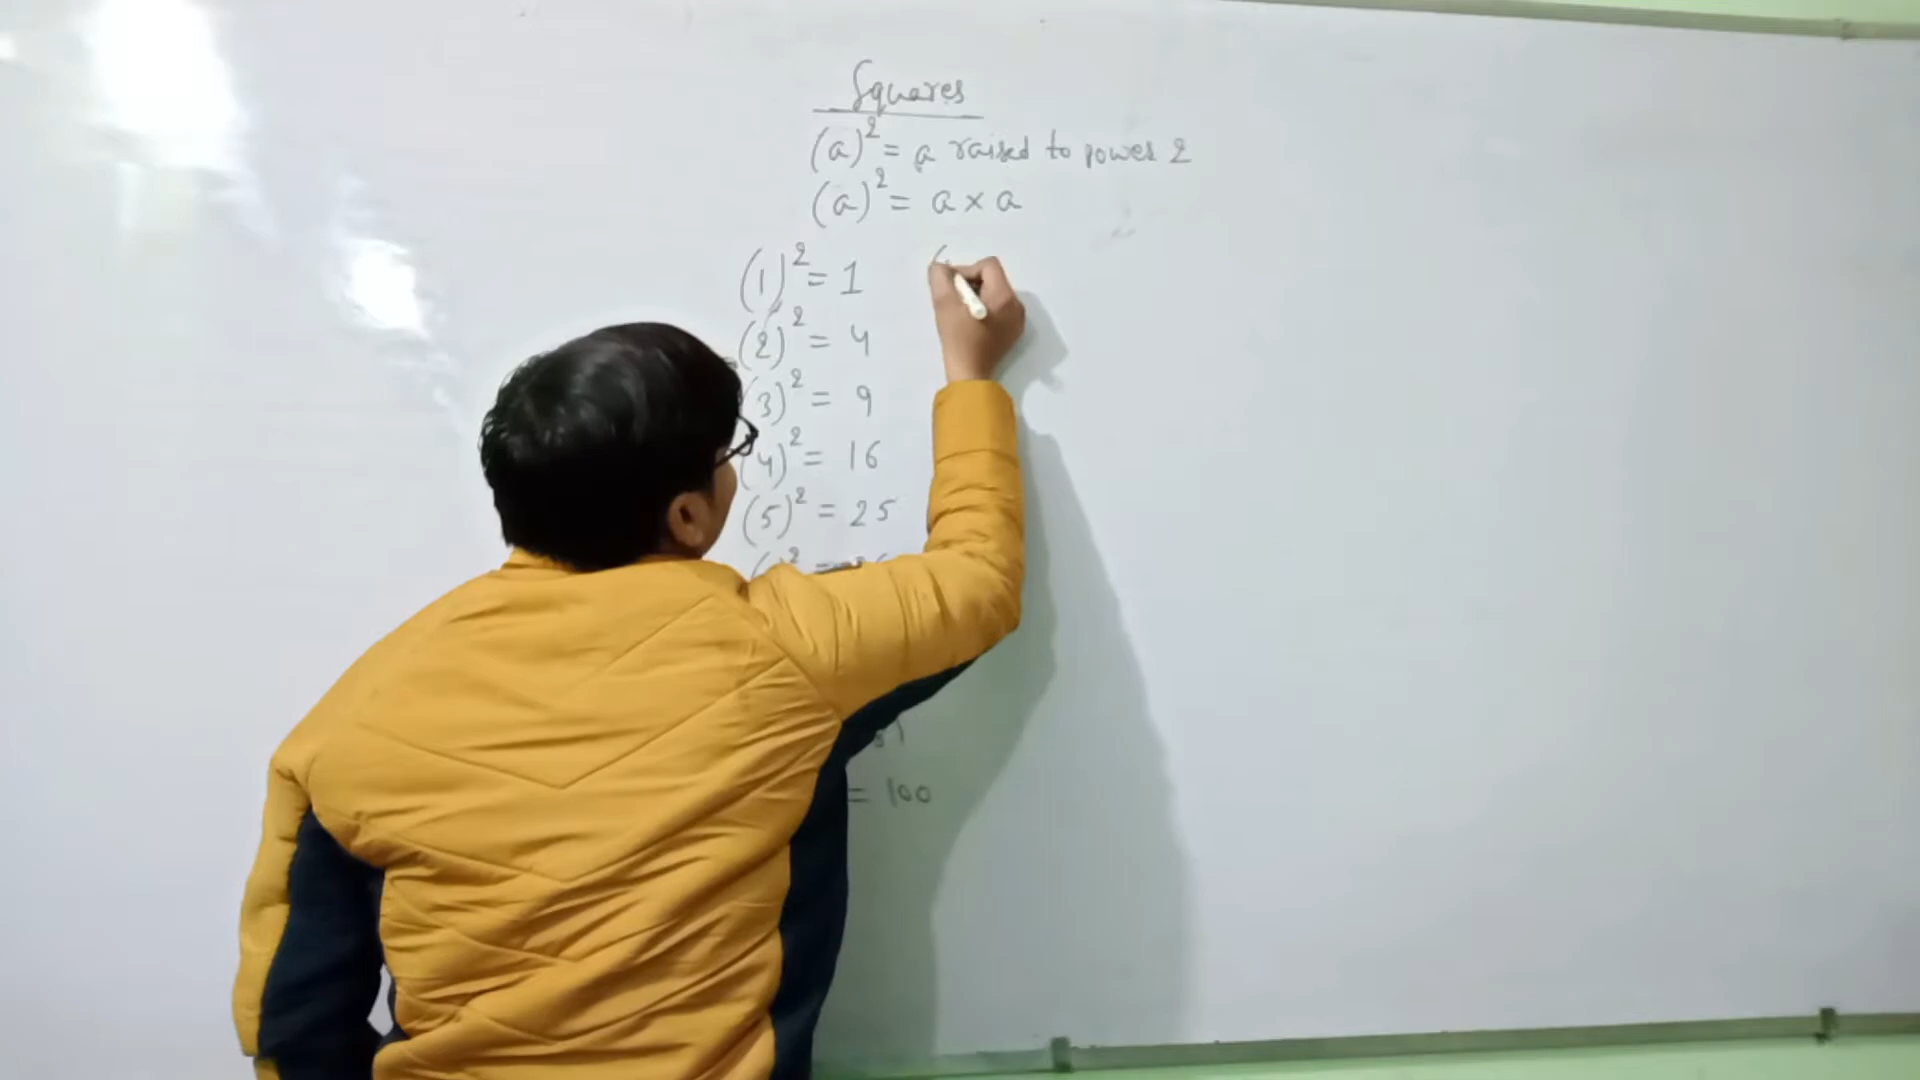 Squares
(a)² = a raised to power 2
(a)² = a × a
(1)² = 1
(2)² = 4
(3)² = 9
(4)² = 16
(5)² = 25
= 100